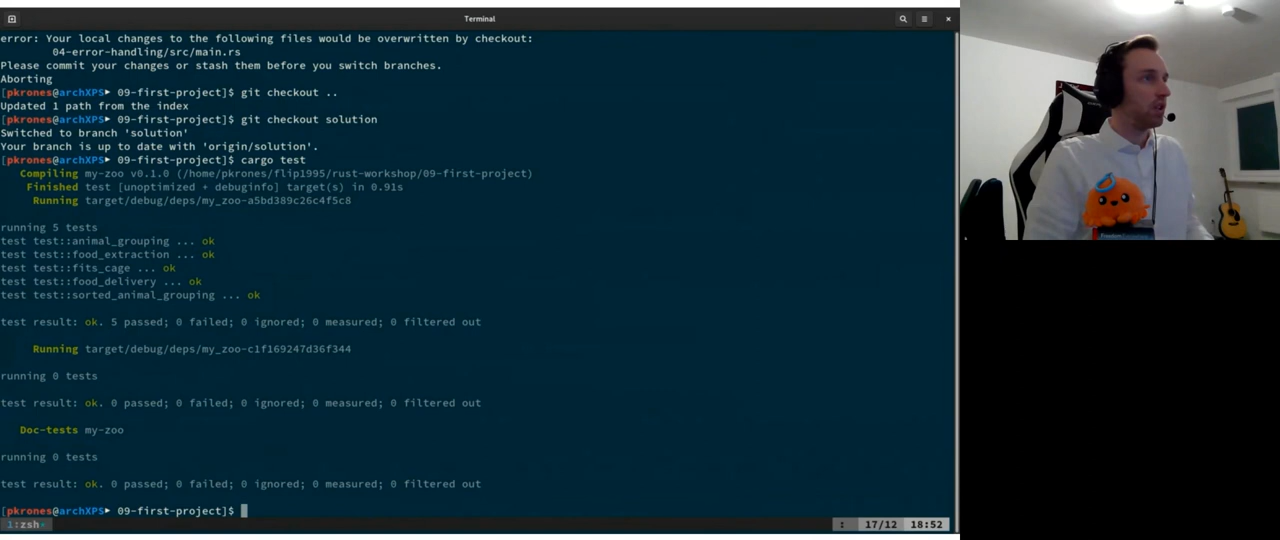 Terminal
error: Your local changes to the following files would be overwritten by checkout:
04-error-handling/src/main.rs
Please commit your changes or stash them before you switch branches.
Aborting
[pkrones@archXPS▶ 09-first-project]$ git checkout ..
Updated 1 path from the index
[pkrones@archXPS▶ 09-first-project]$ git checkout solution
Switched to branch 'solution'
Your branch is up to date with 'origin/solution'.
[pkrones@archXPS▶ 09-first-project]$ cargo test
Compiling my-zoo v0.1.0 (/home/pkrones/flip1995/rust-workshop/09-first-project)
Finished test [unoptimized + debuginfo] target(s) in 0.91s
Running target/debug/deps/my_zoo-a5bd389c26c4f5c8
running 5 tests
test test::animal_grouping ... ok
test test::food_extraction ... ok
test test::fits_cage ... ok
test test::food_delivery ... ok
test test::sorted_animal_grouping ... ok
test result: ok. 5 passed; 0 failed; 0 ignored; 0 measured; 0 filtered out
Running target/debug/deps/my_zoo-c1f169247d36f344
running 0 tests
test result: ok. 0 passed; 0 failed; 0 ignored; 0 measured; 0 filtered out
Doc-tests my-zoo
running 0 tests
test result: ok. 0 passed; 0 failed; 0 ignored; 0 measured; 0 filtered out
[pkrones@archXPS▶ 09-first-project]$
1:zsh* : 17/12 18:52